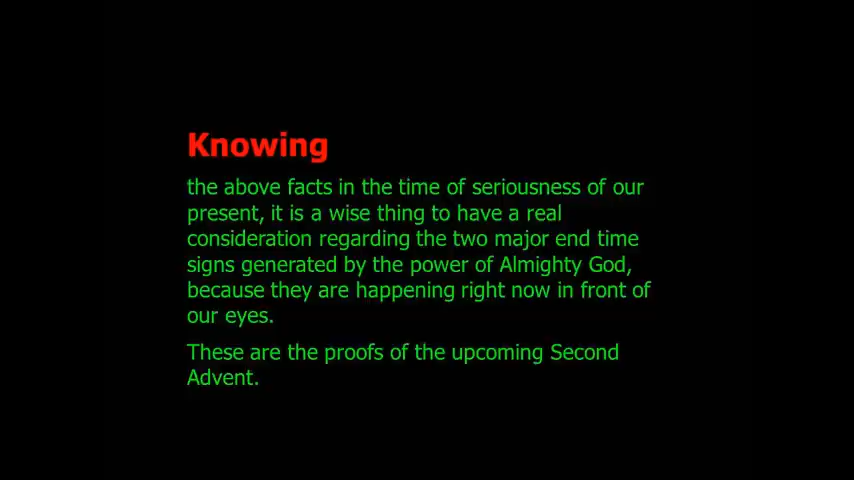 Knowing
the above facts in the time of seriousness of our
present, it is a wise thing to have a real
consideration regarding the two major end time
signs generated by the power of Almighty God,
because they are happening right now in front of
our eyes.
These are the proofs of the upcoming Second
Advent.